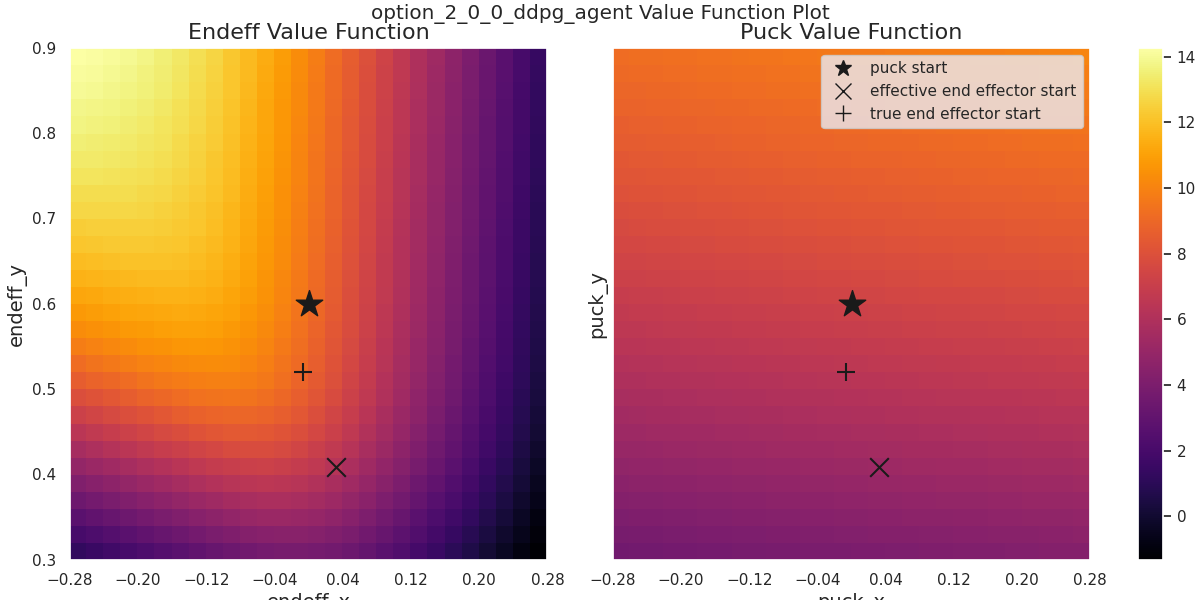 option_2_0_0_ddpg_agent Value Function Plot
Endeff Value Function
Puck Value Function
0.9
0.8
0.7
0.6
0.5
0.4
0.3
endeff_y
−0.28 −0.20 −0.12 −0.04 0.04 0.12 0.20 0.28
endeff_x
puck_y
puck start
effective end effector start
true end effector start
−0.28 −0.20 −0.12 −0.04 0.04 0.12 0.20 0.28
puck_x
14
12
10
8
6
4
2
0